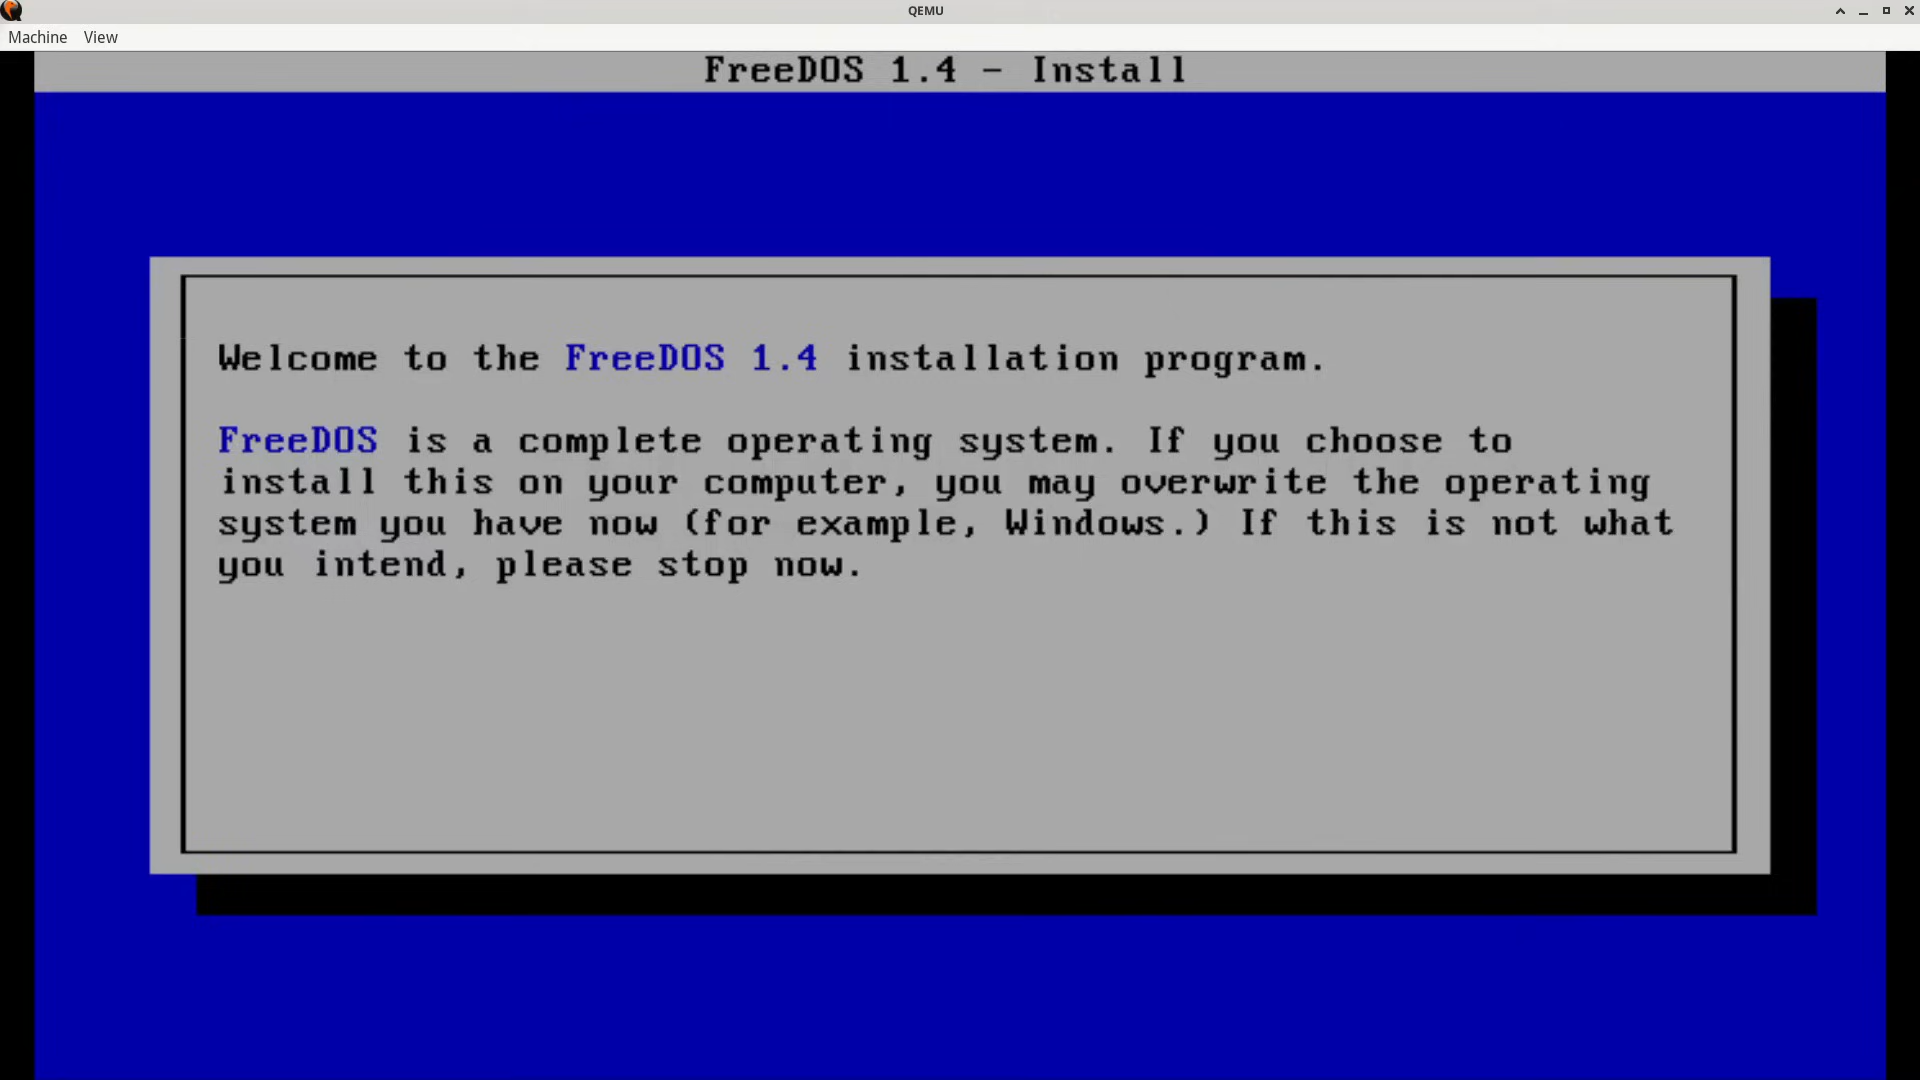 QEMU
Machine View
FreeDOS 1.4 - Install
Welcome to the FreeDOS 1.4 installation program.
FreeDOS is a complete operating system. If you choose to
install this on your computer, you may overwrite the operating
system you have now (for example, Windows.) If this is not what
you intend, please stop now.